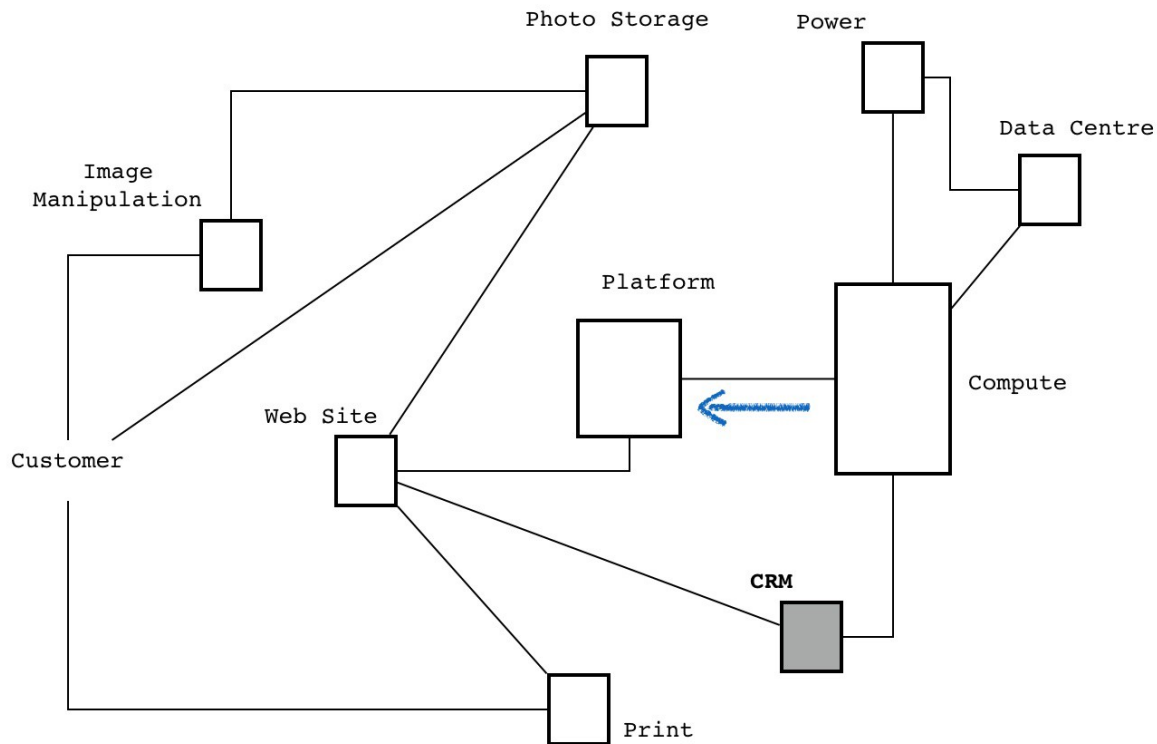 Photo Storage
Power
Data Centre
Image
Manipulation
Platform
Compute
Web Site
Customer
CRM
Print